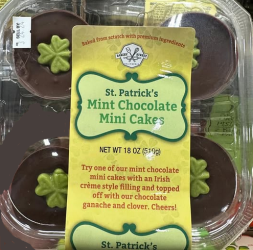 Baked from scratch with premium ingredients
St. Patrick's
Mint Chocolate
Mini Cakes
NET WT 18 OZ (510g)
Try one of our mint chocolate
mini cakes with an Irish
crème style filling and topped
off with our chocolate
ganache and clover. Cheers!
St. Patrick's